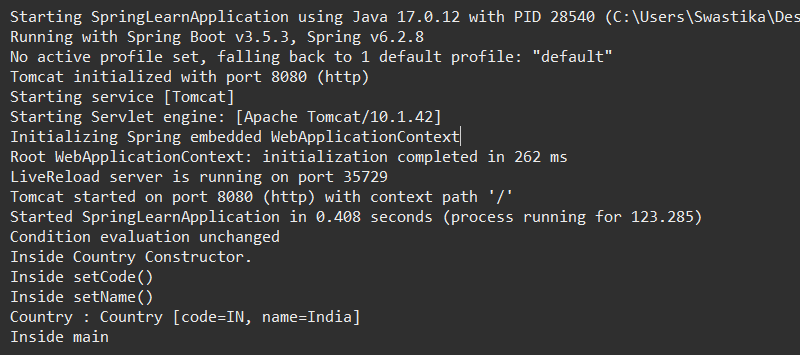 Starting SpringLearnApplication using Java 17.0.12 with PID 28540 (C:\Users\Swastika\Des
Running with Spring Boot v3.5.3, Spring v6.2.8
No active profile set, falling back to 1 default profile: "default"
Tomcat initialized with port 8080 (http)
Starting service [Tomcat]
Starting Servlet engine: [Apache Tomcat/10.1.42]
Initializing Spring embedded WebApplicationContext
Root WebApplicationContext: initialization completed in 262 ms
LiveReload server is running on port 35729
Tomcat started on port 8080 (http) with context path '/'
Started SpringLearnApplication in 0.408 seconds (process running for 123.285)
Condition evaluation unchanged
Inside Country Constructor.
Inside setCode()
Inside setName()
Country : Country [code=IN, name=India]
Inside main